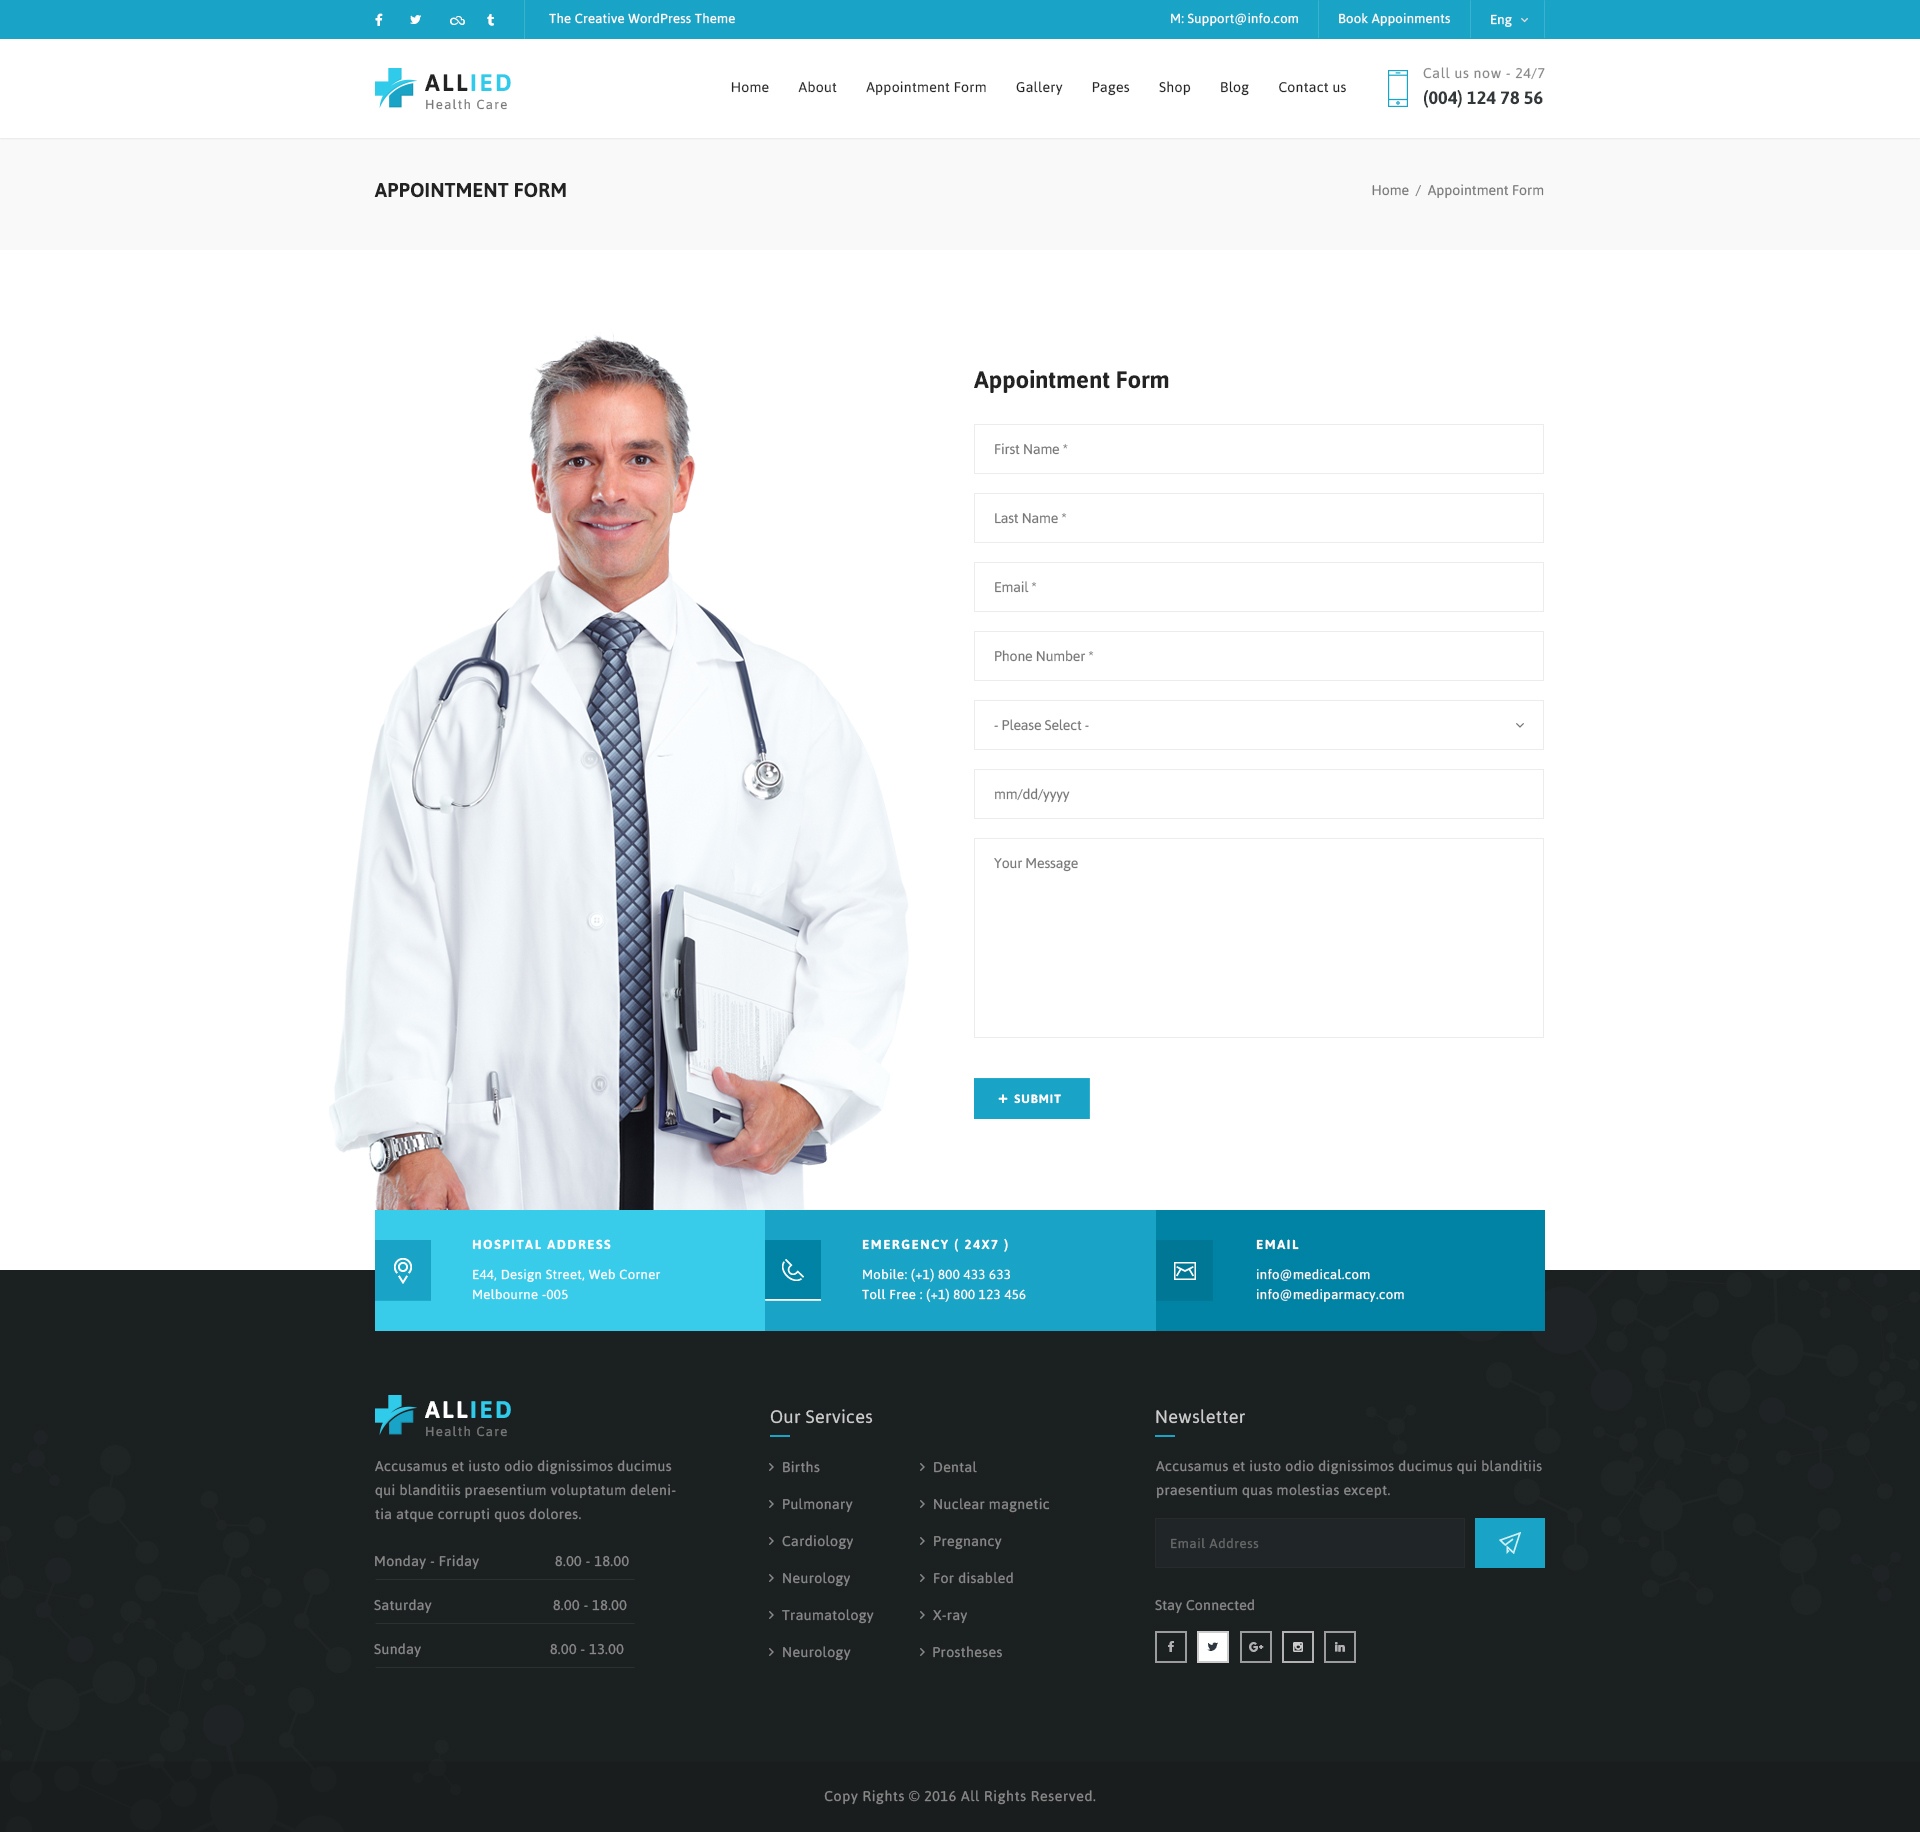 The Creative WordPress Theme
M: Support@info.com
Book Appoinments
Eng
ALLIED
Health Care
Home
About
Appointment Form
Gallery
Pages
Shop
Blog
Contact us
Call us now - 24/7
(004) 124 78 56
APPOINTMENT FORM
Home / Appointment Form
Appointment Form
First Name *
Last Name *
Email *
Phone Number *
- Please Select -
mm/dd/yyyy
Your Message
+ SUBMIT
HOSPITAL ADDRESS
E44, Design Street, Web Corner
Melbourne -005
EMERGENCY ( 24X7 )
Mobile: (+1) 800 433 633
Toll Free : (+1) 800 123 456
EMAIL
info@medical.com
info@mediparmacy.com
ALLIED
Health Care
Accusamus et iusto odio dignissimos ducimus
qui blanditiis praesentium voluptatum deleni-
tia atque corrupti quos dolores.
Monday - Friday 8.00 - 18.00
Saturday 8.00 - 18.00
Sunday 8.00 - 13.00
Our Services
Births
Pulmonary
Cardiology
Neurology
Traumatology
Neurology
Dental
Nuclear magnetic
Pregnancy
For disabled
X-ray
Prostheses
Newsletter
Accusamus et iusto odio dignissimos ducimus qui blanditiis
praesentium quas molestias except.
Email Address
Stay Connected
Copy Rights © 2016 All Rights Reserved.